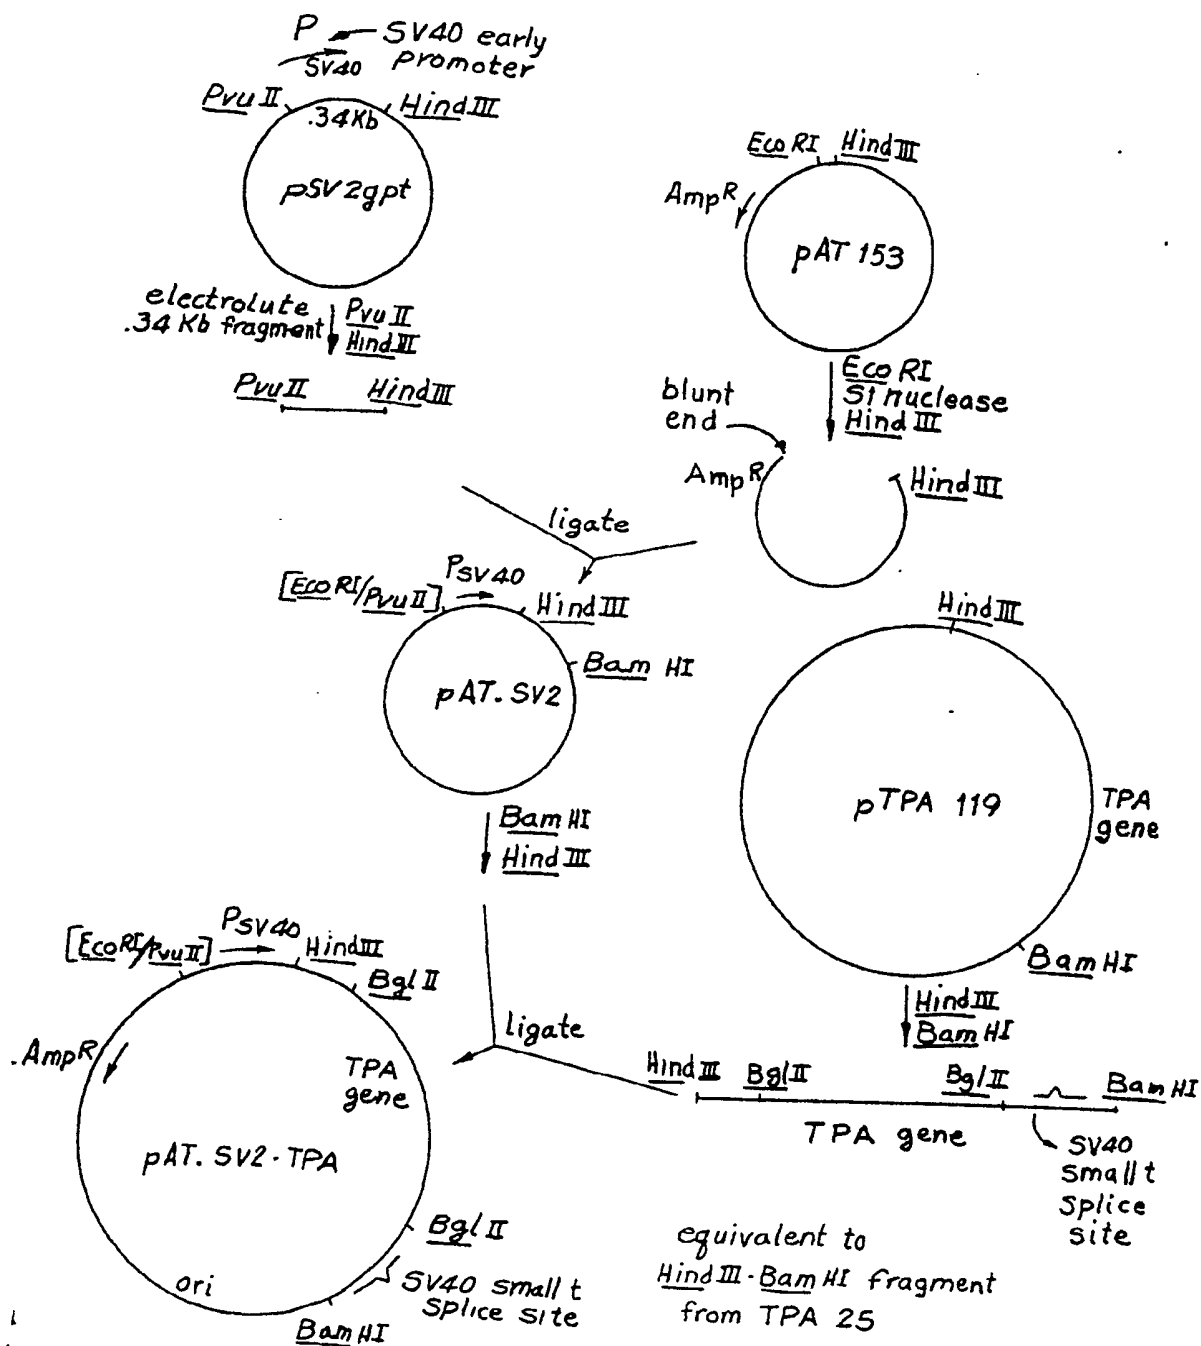 P ← SV40 early
promoter
SV40
Pvu II
Hind III
.34 Kb
pSV2gpt
electrolute
.34 Kb fragment
Pvu II
Hind III
Pvu II
Hind III
Eco RI
Hind III
AmpR
pAT 153
Eco RI
S1 nuclease
Hind III
blunt
end
AmpR
Hind III
ligate
[Eco RI/Pvu II]
PSV40
Hind III
Bam HI
pAT. SV2
Bam HI
Hind III
Hind III
pTPA 119
TPA
gene
Bam HI
Hind III
Bam HI
Hind III
Bgl II
Bgl II
Bam HI
TPA gene
SV40
small t
splice
site
equivalent to
Hind III - Bam HI fragment
from TPA 25
ligate
[Eco RI/Pvu II]
PSV40
Hind III
Bgl II
.AmpR
TPA
gene
pAT. SV2 - TPA
Bgl II
ori
SV40 small t
splice site
Bam HI